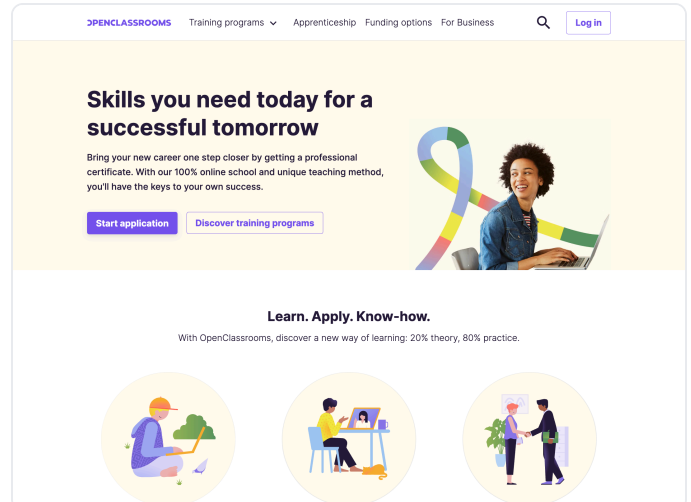 OPENCLASSROOMS Training programs Apprenticeship Funding options For Business Log in
Skills you need today for a
successful tomorrow
Bring your new career one step closer by getting a professional
certificate. With our 100% online school and unique teaching method,
you'll have the keys to your own success.
Start application Discover training programs
Learn. Apply. Know-how.
With OpenClassrooms, discover a new way of learning: 20% theory, 80% practice.